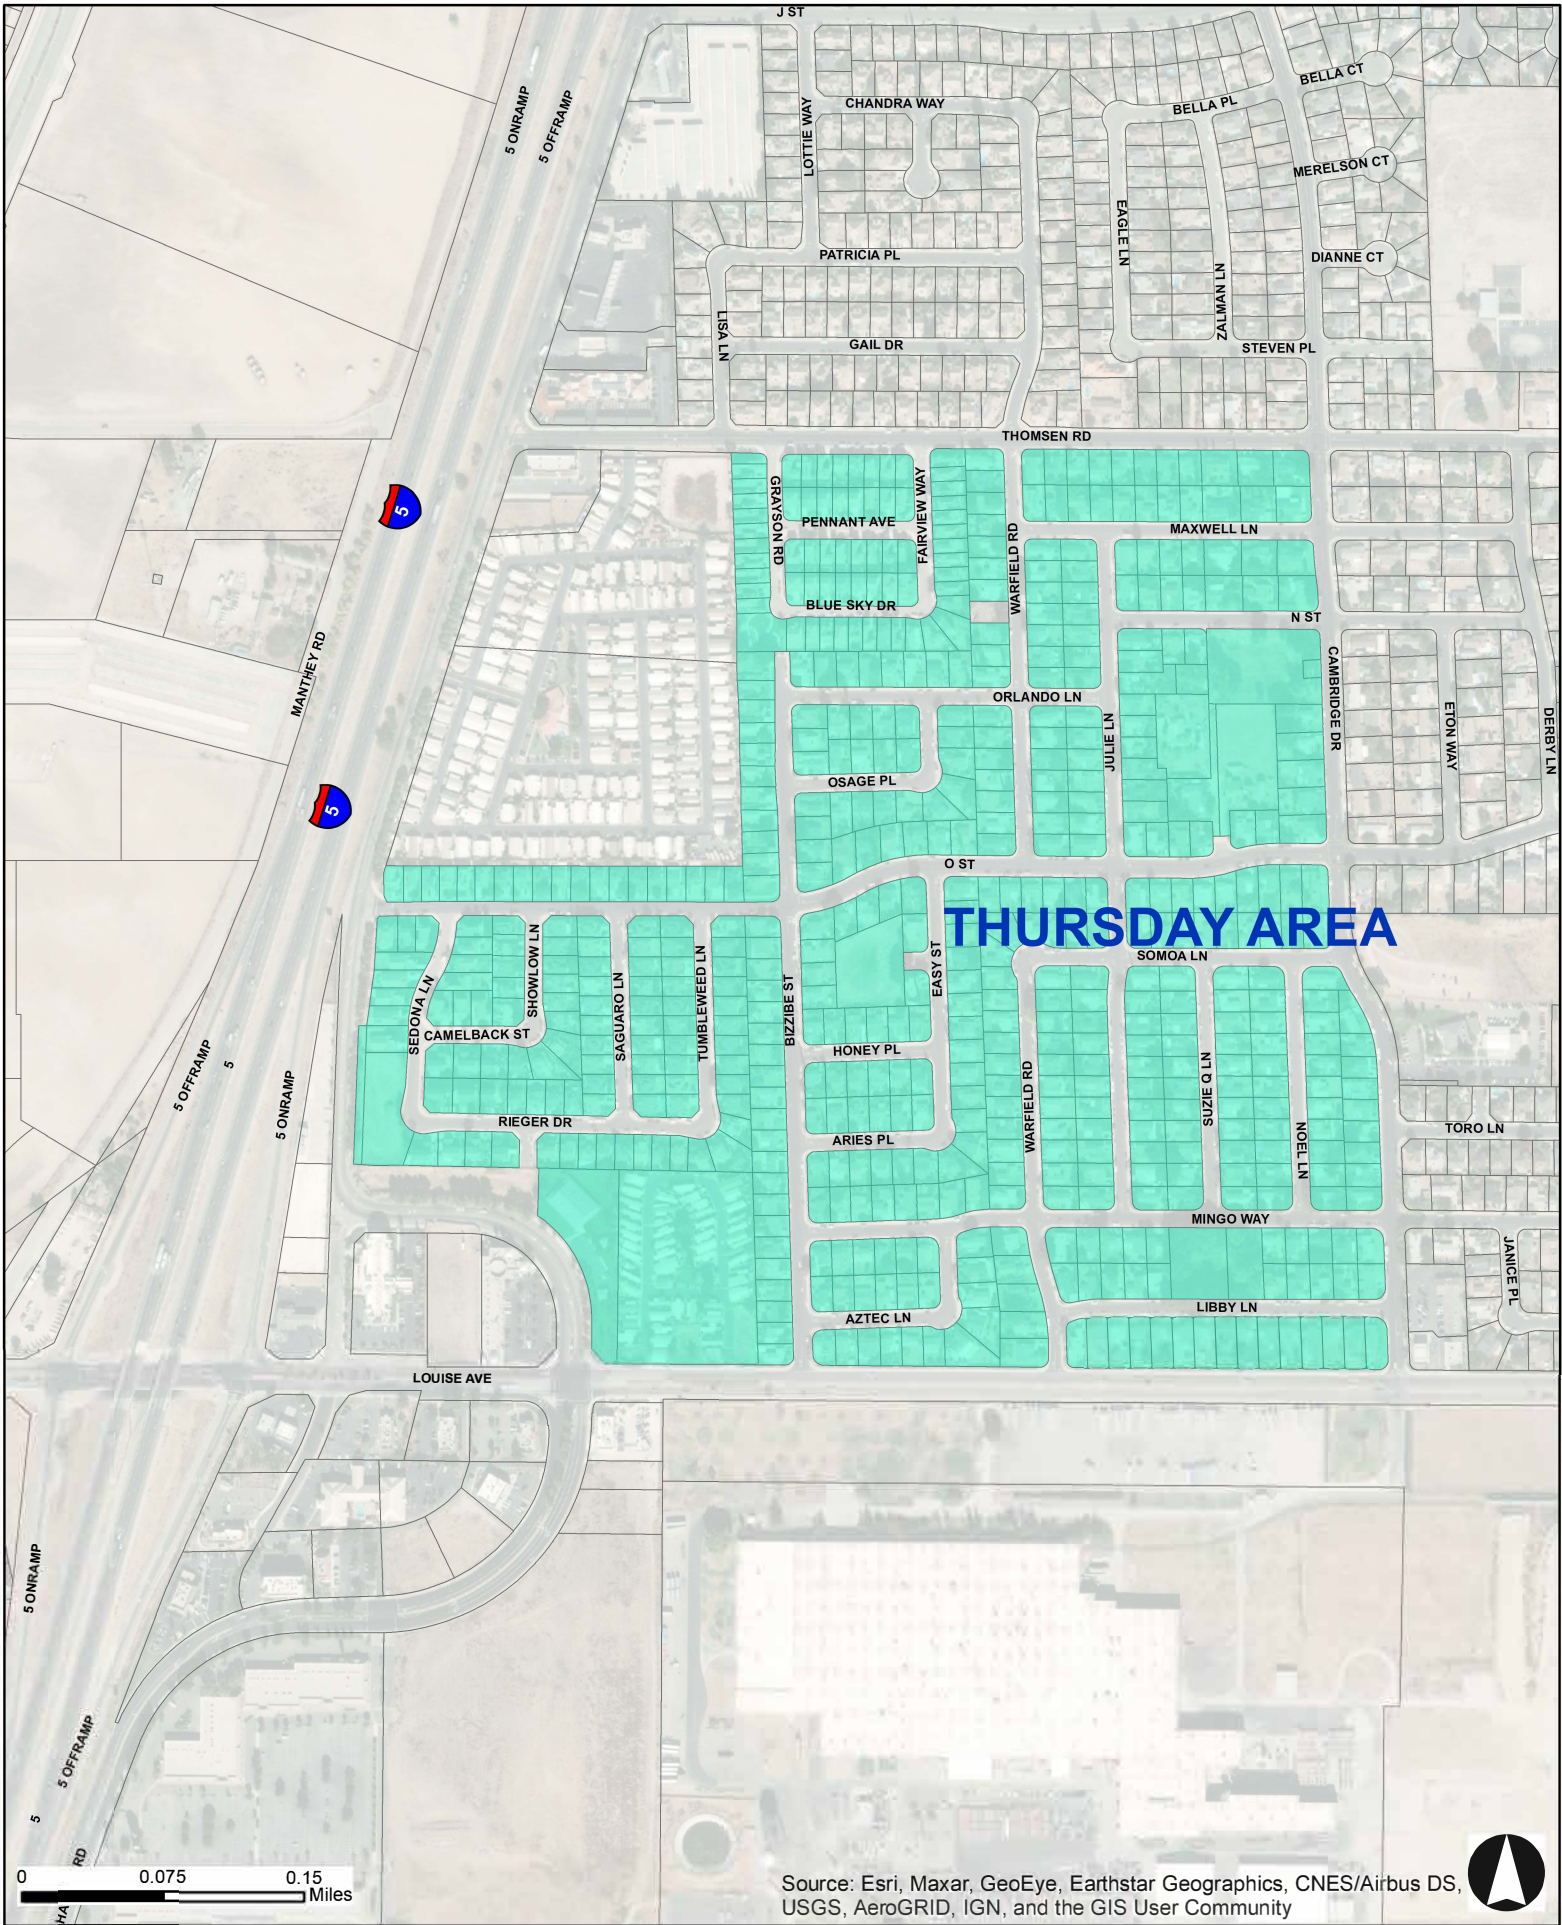 J ST
BELLA CT
5 ONRAMP
5 OFFRAMP
LOTTIE WAY
CHANDRA WAY
BELLA PL
MERELSON CT
EAGLE LN
PATRICIA PL
DIANNE CT
ZALMAN LN
LISA LN
GAIL DR
STEVEN PL
THOMSEN RD
GRAYSON RD
FAIRVIEW WAY
5
PENNANT AVE
WARFIELD RD
MAXWELL LN
BLUE SKY DR
N ST
MANTHEY RD
ORLANDO LN
CAMBRIDGE DR
ETON WAY
DERBY LN
JULIE LN
OSAGE PL
5
O ST
THURSDAY AREA
SHOWLOW LN
EASY ST
SOMOA LN
SEDONA LN
SAGUARO LN
TUMBLEWEED LN
BIZZIBE ST
CAMELBACK ST
HONEY PL
5 OFFRAMP
5
5 ONRAMP
WARFIELD RD
SUZIE Q LN
NOEL LN
RIEGER DR
ARIES PL
TORO LN
MINGO WAY
JANICE PL
LIBBY LN
AZTEC LN
LOUISE AVE
5 ONRAMP
5 OFFRAMP
5
RD
HA
0 0.075 0.15
Miles
Source: Esri, Maxar, GeoEye, Earthstar Geographics, CNES/Airbus DS,
USGS, AeroGRID, IGN, and the GIS User Community